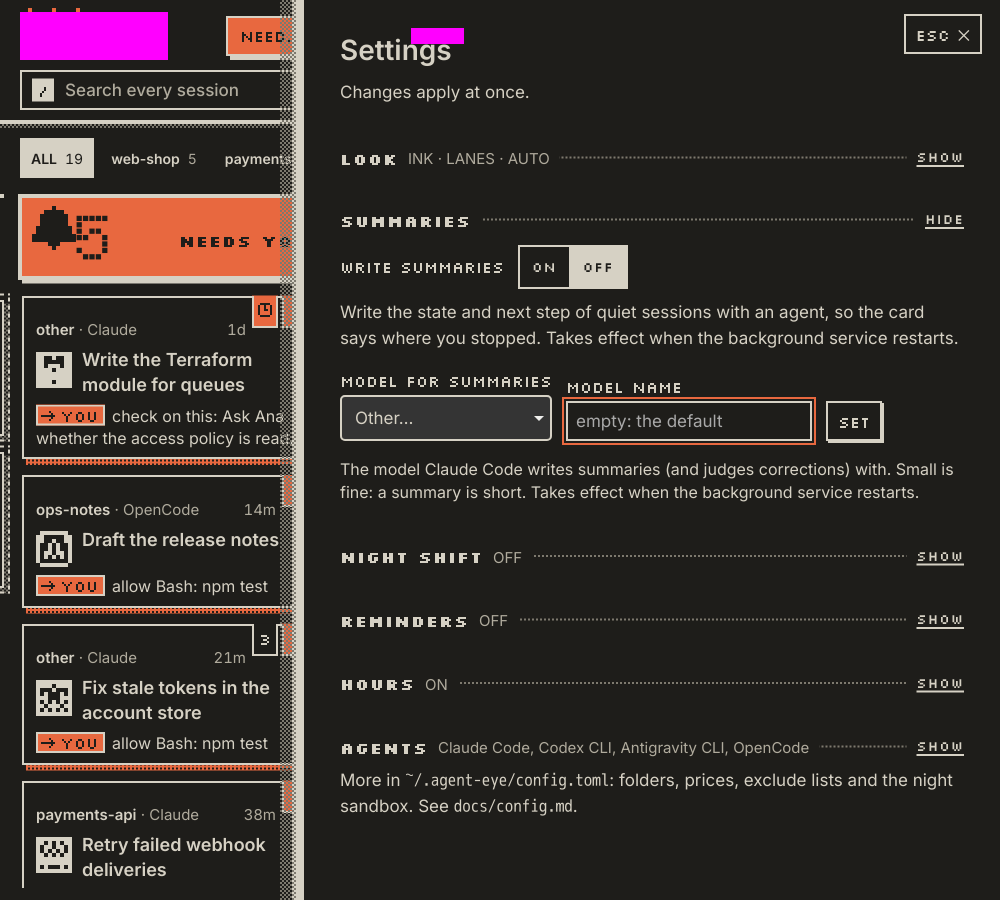 NEED
/ Search every session
ALL 19 web-shop 5 payments
5 NEEDS YO
other · Claude 1d
Write the Terraform
module for queues
→ YOU check on this: Ask Ana
whether the access policy is read
ops-notes · OpenCode 14m
Draft the release notes
→ YOU allow Bash: npm test
3
other · Claude 21m
Fix stale tokens in the
account store
→ YOU allow Bash: npm test
payments-api · Claude 38m
Retry failed webhook
deliveries
Settings
ESC ×
Changes apply at once.
LOOK INK · LANES · AUTO SHOW
SUMMARIES HIDE
WRITE SUMMARIES ON OFF
Write the state and next step of quiet sessions with an agent, so the card
says where you stopped. Takes effect when the background service restarts.
MODEL FOR SUMMARIES MODEL NAME
Other... empty: the default SET
The model Claude Code writes summaries (and judges corrections) with. Small is
fine: a summary is short. Takes effect when the background service restarts.
NIGHT SHIFT OFF SHOW
REMINDERS OFF SHOW
HOURS ON SHOW
AGENTS Claude Code, Codex CLI, Antigravity CLI, OpenCode SHOW
More in ~/.agent-eye/config.toml: folders, prices, exclude lists and the night
sandbox. See docs/config.md.